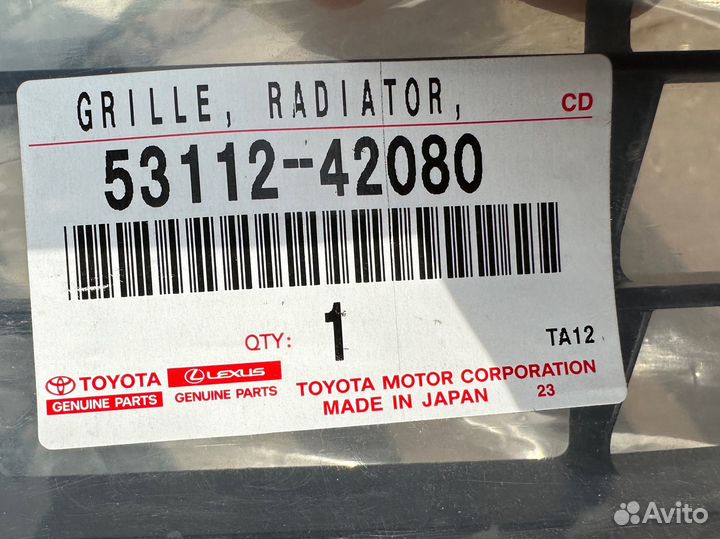 GRILLE, RADIATOR,
CD
53112-42080
QTY: 1
TA12
TOYOTA
GENUINE PARTS
LEXUS
GENUINE PARTS
TOYOTA MOTOR CORPORATION
MADE IN JAPAN 23
Avito